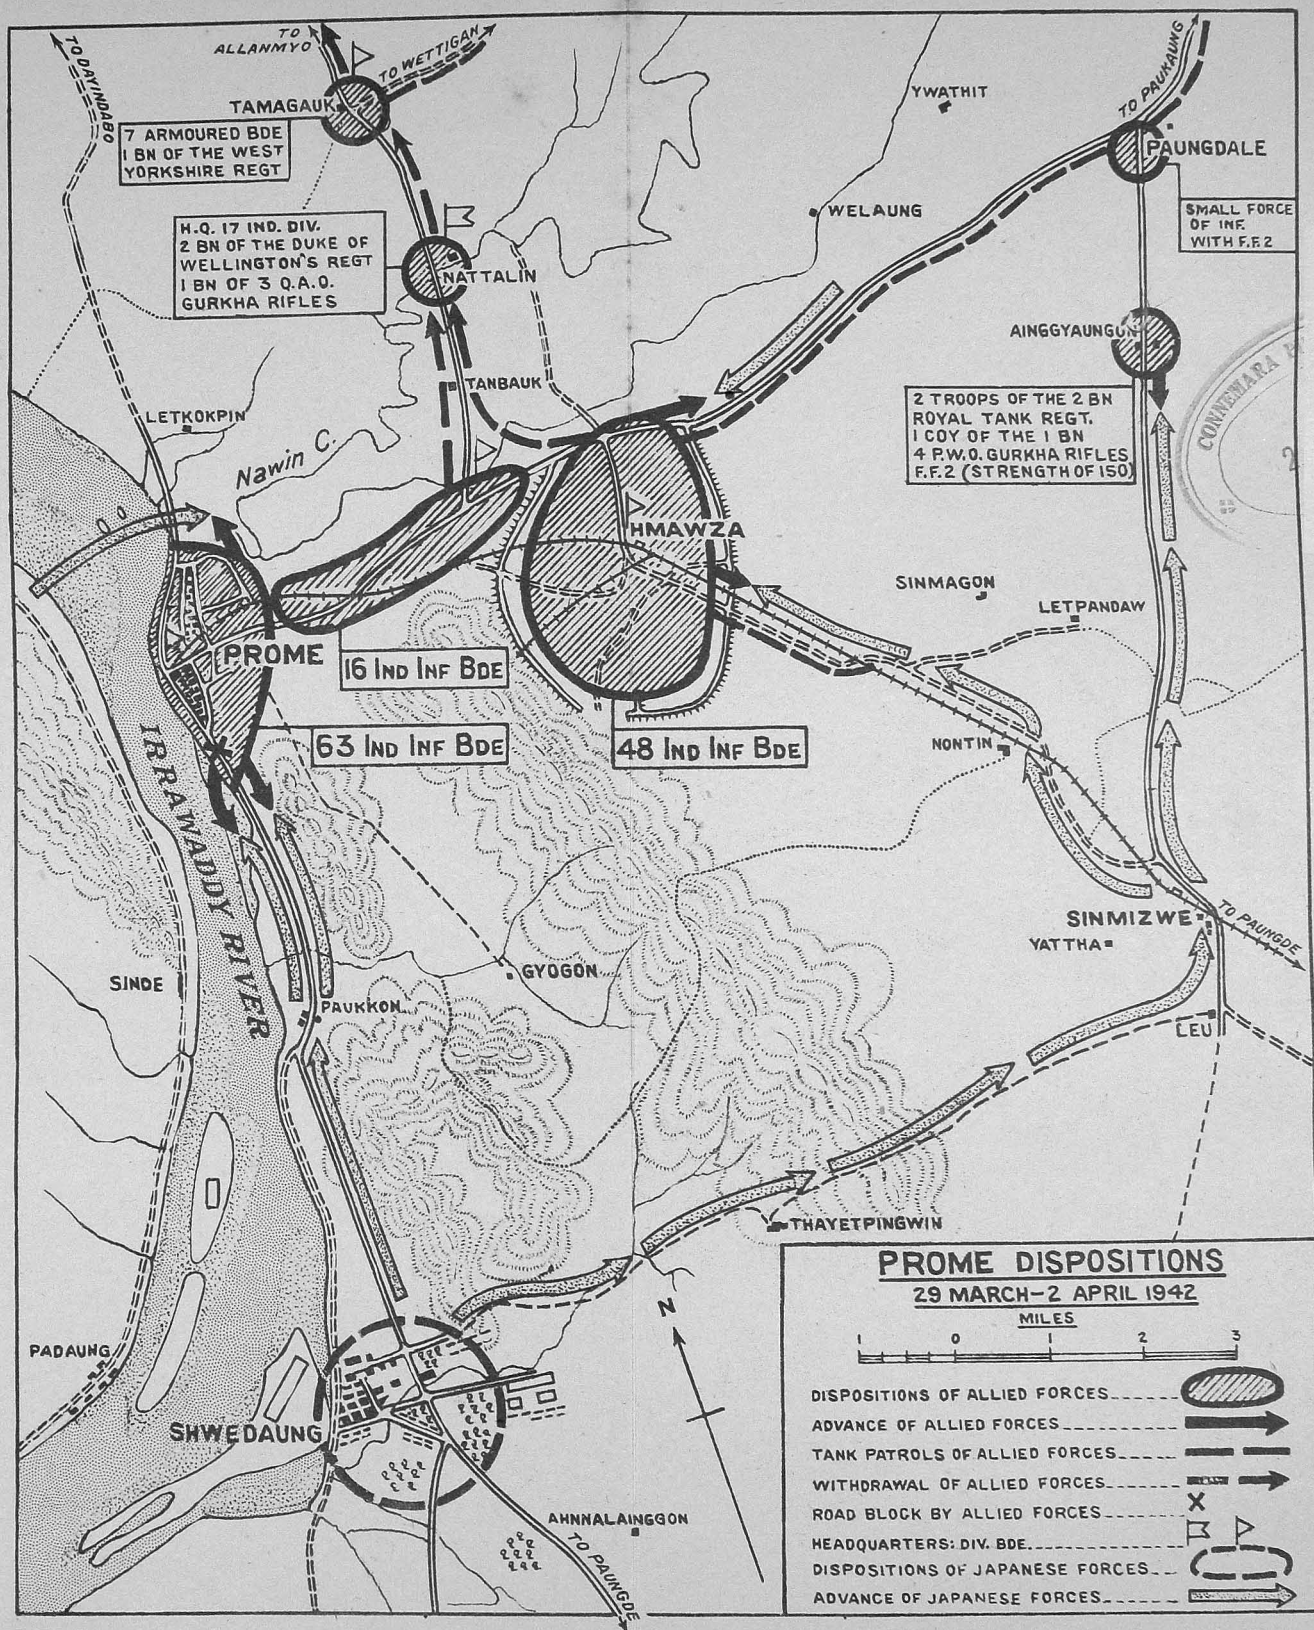 TO DAYINDABO
TO
ALLANMYO
TO WETTIGAN
TAMAGAUK
7 ARMOURED BDE
1 BN OF THE WEST
YORKSHIRE REGT
H.Q. 17 IND. DIV.
2 BN OF THE DUKE OF
WELLINGTON'S REGT
1 BN OF 3 Q.A.O.
GURKHA RIFLES
NATTALIN
YWATHIT
TO PAUKAUNG
PAUNGDALE
WELAUNG
SMALL FORCE
OF INF.
WITH F.F.2
AINGGYAUNGON
TANBAUK
2 TROOPS OF THE 2 BN
ROYAL TANK REGT.
1 COY OF THE 1 BN
4 P.W.O. GURKHA RIFLES
F.F.2 (STRENGTH OF 150)
CONNEMARA
2
LETKOKPIN
Nawin C.
HMAWZA
SINMAGON
LETPANDAW
PROME
16 IND INF BDE
63 IND INF BDE
48 IND INF BDE
NONTIN
IRRAWADDY RIVER
SINMIZWE
TO PAUNGDE
YATTHA
SINDE
GYOGON
PAUKKON
LEU
THAYETPINGWIN
PADAUNG
SHWEDAUNG
AHNNALAINGGON
TO PAUNGDE
N
PROME DISPOSITIONS
29 MARCH-2 APRIL 1942
MILES
1 0 1 2 3
DISPOSITIONS OF ALLIED FORCES
ADVANCE OF ALLIED FORCES
TANK PATROLS OF ALLIED FORCES
WITHDRAWAL OF ALLIED FORCES
ROAD BLOCK BY ALLIED FORCES
HEADQUARTERS: DIV. BDE.
DISPOSITIONS OF JAPANESE FORCES
ADVANCE OF JAPANESE FORCES